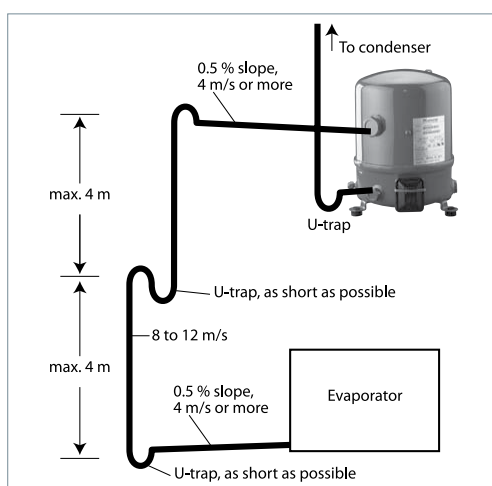 To condenser
0.5 % slope,
4 m/s or more
max. 4 m
U-trap
U-trap, as short as possible
8 to 12 m/s
max. 4 m
0.5 % slope,
4 m/s or more
Evaporator
U-trap, as short as possible